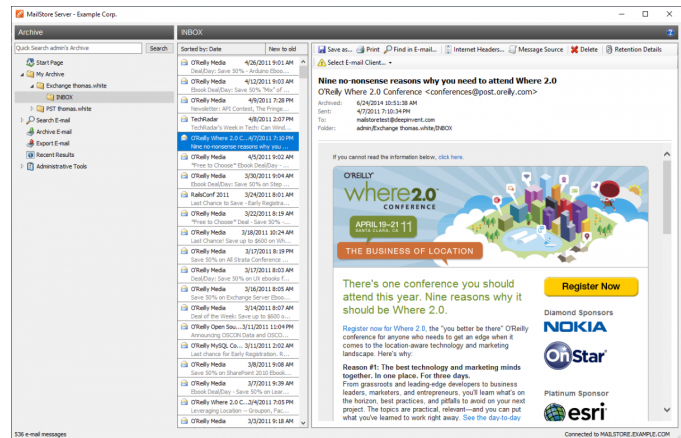 MailStore Server - Example Corp.
Archive
Quick Search admin's Archive
Search
Start Page
My Archive
Exchange thomas.white
INBOX
PST thomas.white
Search E-mail
Archive E-mail
Export E-mail
Recent Results
Administrative Tools
INBOX
Sorted by: Date
New to old
O'Reilly Media 4/26/2011 9:01 AM
Deal/Day: Save 50% - Arduino Eboo...
O'Reilly Media 4/12/2011 9:03 AM
Ebook Deal/Day: Save 50% "Mix" of ...
O'Reilly Media 4/9/2011 7:28 PM
Newsletter: API Contest, The Fringe...
TechRadar 4/8/2011 2:07 PM
TechRadar's Week in Tech: Can Wind...
O'Reilly Where 2.0 C...4/7/2011 7:10 PM
Nine no-nonsense reasons why you ...
O'Reilly Media 4/5/2011 9:02 AM
"Free to Choose" Ebook Deal/Day - ...
O'Reilly Media 3/30/2011 9:04 AM
Ebook Deal/Day: Save 50% on Step ...
RailsConf 2011 3/24/2011 8:01 AM
Last Chance to Save - Early Registra...
O'Reilly Media 3/22/2011 8:19 AM
"Free to Choose" Deal - Save 50% -...
O'Reilly Media 3/18/2011 10:24 AM
Last Chance! Save up to $600 on Wh...
O'Reilly Media 3/17/2011 8:19 PM
Save 50% on All Strata Conference ...
O'Reilly Media 3/17/2011 8:03 AM
Deal/Day: Save 50% on UX ebooks f...
O'Reilly Media 3/16/2011 8:05 AM
Save 50% on Exchange Server Eboo...
O'Reilly Media 3/14/2011 8:07 AM
Deal of the Week: Save up to $600 o...
O'Reilly Open Sou...3/11/2011 11:04 PM
Announcing OSCON Data and OSCO...
O'Reilly MySQL Co... 3/11/2011 2:02 AM
Last chance for Early Registration. R...
O'Reilly Media 3/8/2011 9:08 AM
Save 50% on SharePoint 2010 Ebook...
O'Reilly Media 3/7/2011 9:39 AM
Ebook Deal/Day - Save 50% on Lear...
O'Reilly Where 2.0 C...3/4/2011 7:05 PM
Leveraging Location -- Groupon, Fac...
O'Reilly Media 3/3/2011 9:18 AM
Save as... Print Find in E-mail... Internet Headers... Message Source Delete Retention Details
Select E-mail Client...
Nine no-nonsense reasons why you need to attend Where 2.0
O'Reilly Where 2.0 Conference <conferences@post.oreilly.com>
Archived: 6/24/2014 10:51:38 AM
Sent: 4/7/2011 7:10:34 PM
To: mailstoretest@deepinvent.com
Folder: admin/Exchange thomas.white/INBOX
If you cannot read the information below, click here.
O'REILLY
where2.0
CONFERENCE
APRIL 19–21 11
SANTA CLARA, CA
THE BUSINESS OF LOCATION
There's one conference you should
attend this year. Nine reasons why it
should be Where 2.0.
Register now for Where 2.0, the "you better be there" O'Reilly
conference for anyone who needs to get an edge when it
comes to the location-aware technology and marketing
landscape. Here's why:
Reason #1: The best technology and marketing minds
together. In one place. For three days.
From grassroots and leading-edge developers to business
leaders, marketers, and entrepreneurs, you'll learn what's on
the horizon, best practices, and pitfalls to avoid on your next
project. The topics are practical, relevant—and you can put
what you've learned to work right away. See the day-to-day
Register Now
Diamond Sponsors
NOKIA
OnStar
Platinum Sponsor
esri
536 e-mail messages
Connected to MAILSTORE.EXAMPLE.COM